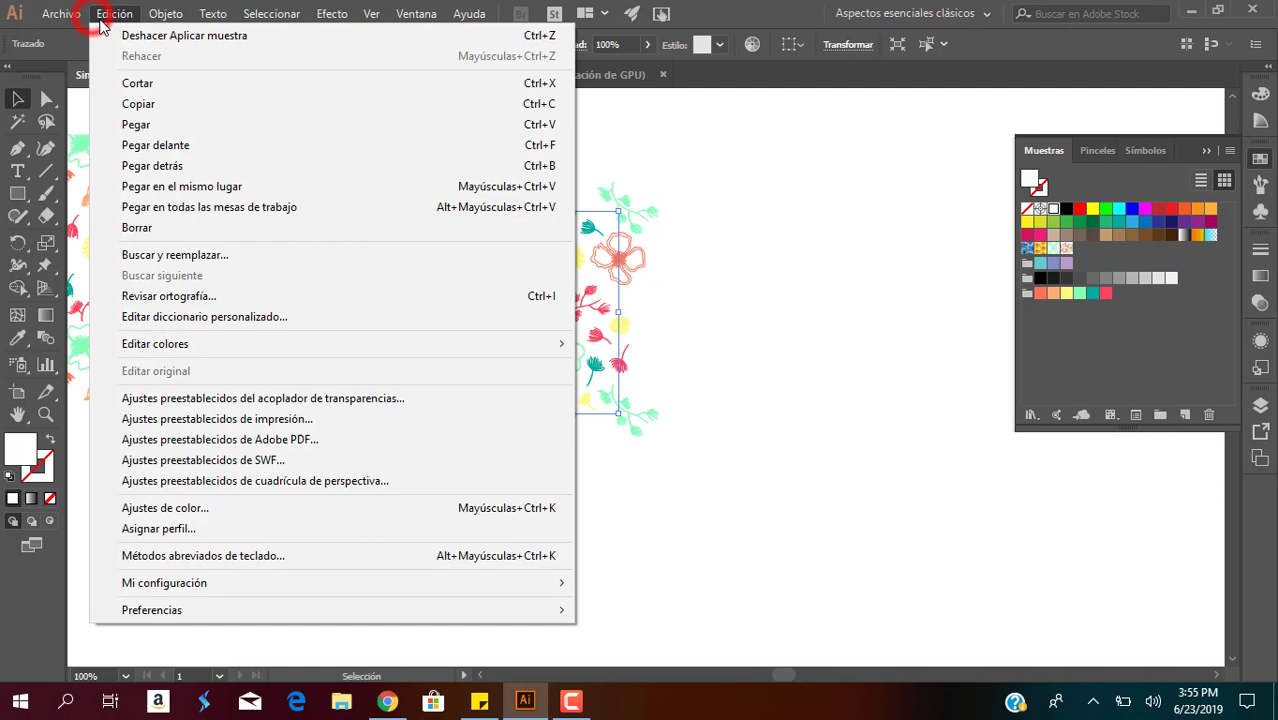 Ai Archivo Edición Objeto Texto Seleccionar Efecto Ver Ventana Ayuda Br St Aspectos esenciales clásicos Buscar en Adobe Stock
Trazado 100% Estilo: Transformar
Sin ación de GPU)
Deshacer Aplicar muestra Ctrl+Z
Rehacer Mayúsculas+Ctrl+Z
Cortar Ctrl+X
Copiar Ctrl+C
Pegar Ctrl+V
Pegar delante Ctrl+F
Pegar detrás Ctrl+B
Pegar en el mismo lugar Mayúsculas+Ctrl+V
Pegar en todas las mesas de trabajo Alt+Mayúsculas+Ctrl+V
Borrar
Buscar y reemplazar...
Buscar siguiente
Revisar ortografía... Ctrl+I
Editar diccionario personalizado...
Editar colores
Editar original
Ajustes preestablecidos del acoplador de transparencias...
Ajustes preestablecidos de impresión...
Ajustes preestablecidos de Adobe PDF...
Ajustes preestablecidos de SWF...
Ajustes preestablecidos de cuadrícula de perspectiva...
Ajustes de color... Mayúsculas+Ctrl+K
Asignar perfil...
Métodos abreviados de teclado... Alt+Mayúsculas+Ctrl+K
Mi configuración
Preferencias
Muestras Pinceles Símbolos
100% 1 Selección
a Ai
3:55 PM
6/23/2019